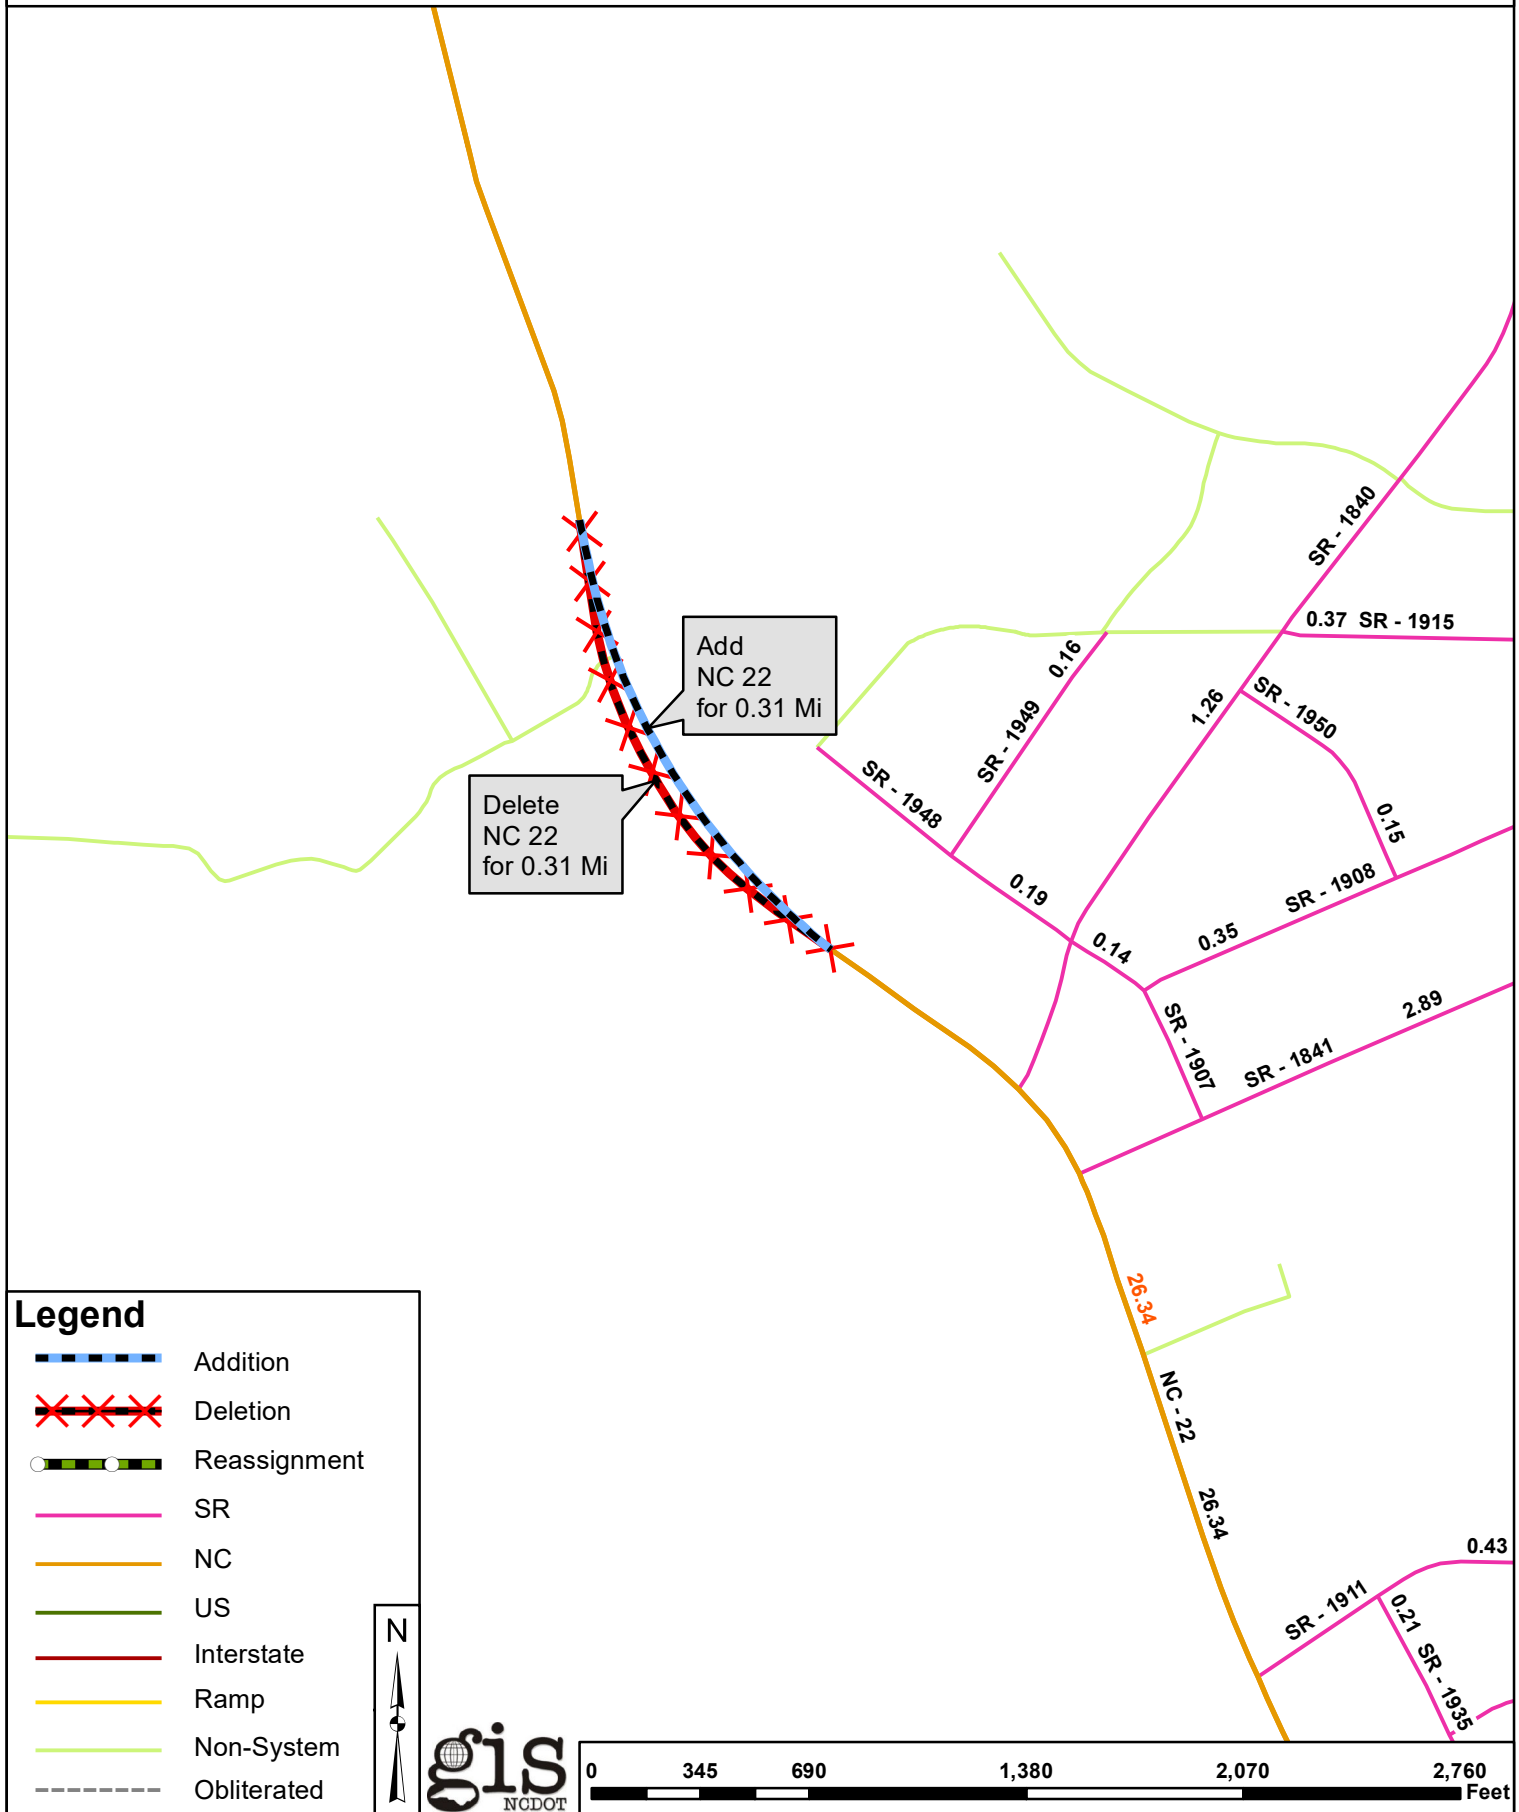 SR - 1840
0.37 SR - 1915
Add
NC 22
for 0.31 Mi
0.16
SR - 1949
1.26
SR - 1950
SR - 1948
Delete
NC 22
for 0.31 Mi
0.15
0.19
SR - 1908
0.35
0.14
2.89
SR - 1907
SR - 1841
26.34
NC - 22
26.34
0.43
SR - 1911
0.21 SR - 1935
Legend
Addition
Deletion
Reassignment
SR
NC
US
Interstate
Ramp
Non-System
Obliterated
N
gis
NCDOT
0 345 690 1,380 2,070 2,760
Feet